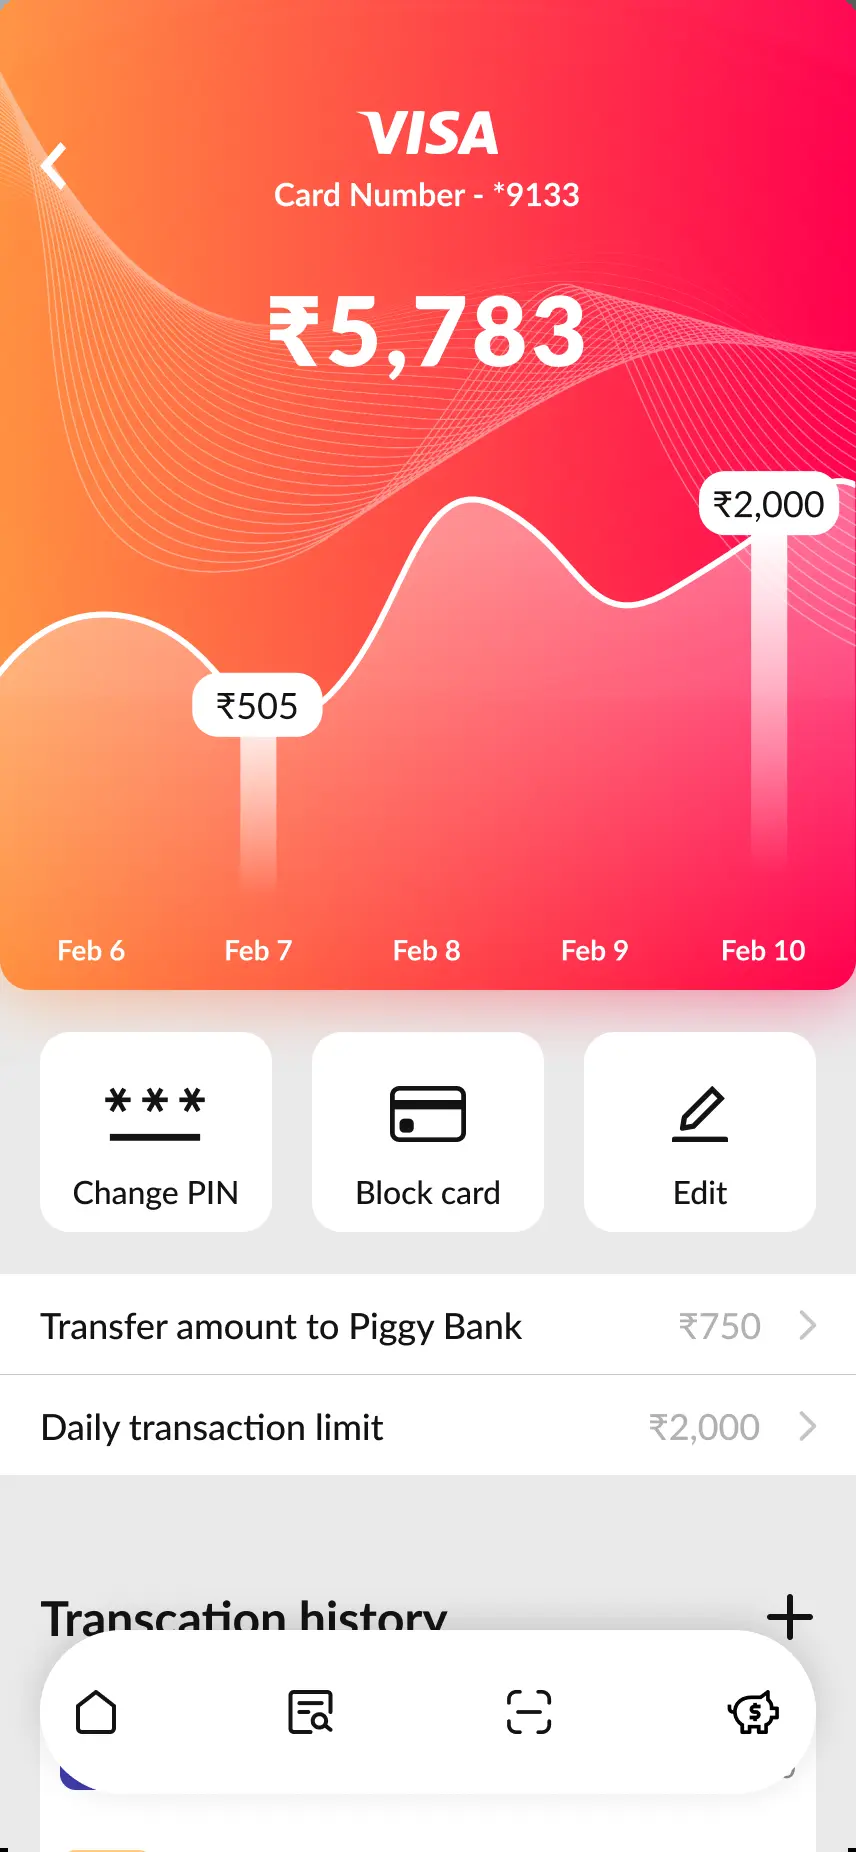 VISA
Card Number - *9133
₹5,783
₹2,000
₹505
Feb 6 Feb 7 Feb 8 Feb 9 Feb 10
* * *
Change PIN Block card Edit
Transfer amount to Piggy Bank ₹750
Daily transaction limit ₹2,000
Transcation history
$